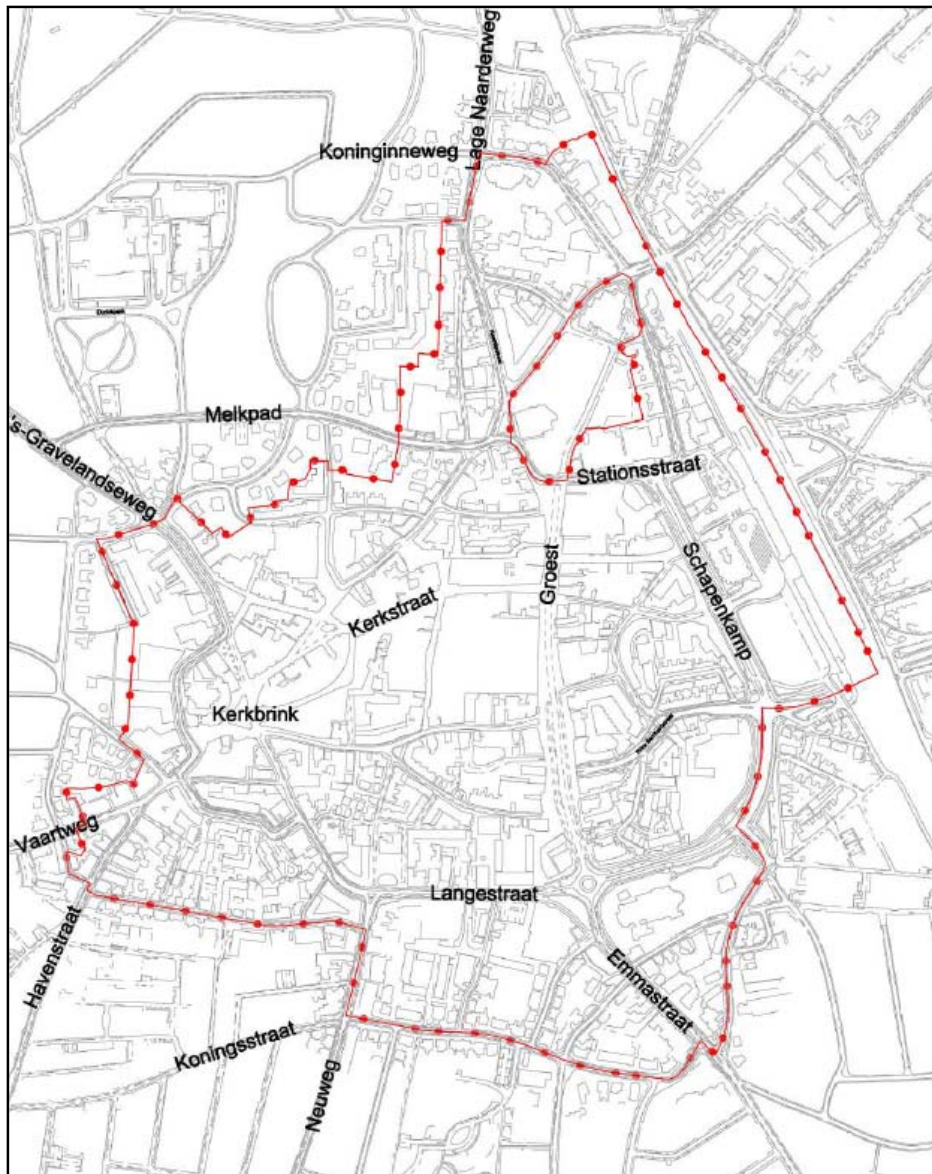 Lage Naarderweg
Koninginneweg
Melkpad
's-Gravelandseweg
Stationsstraat
Groest
Schapenkamp
Kerkstraat
Kerkbrink
Vaartweg
Langestraat
Havenstraat
Emmastraat
Koningsstraat
Neuweg